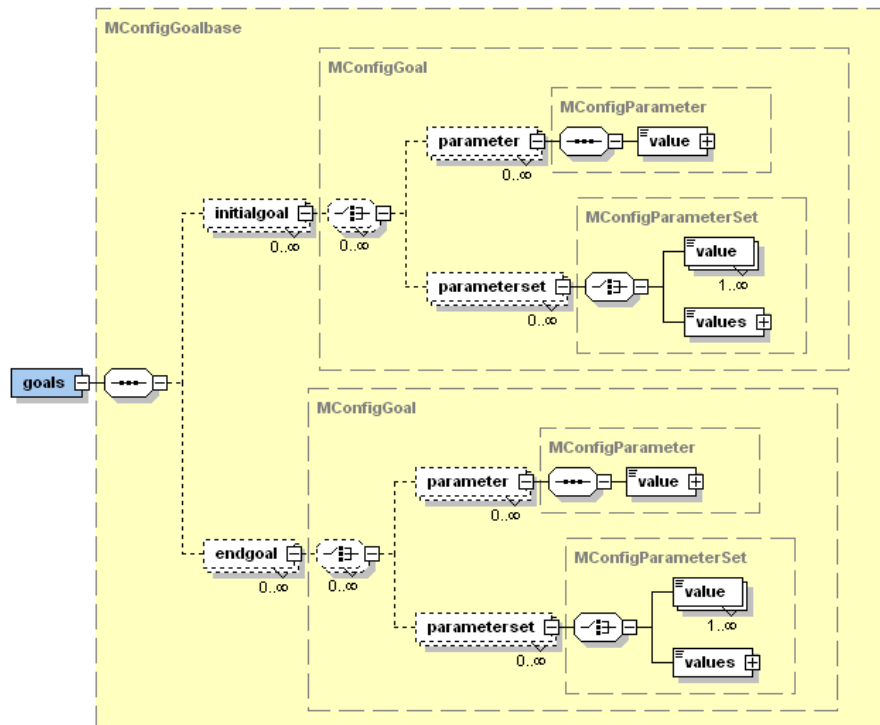 MConfigGoalbase
MConfigGoal
MConfigParameter
parameter
value
0..∞
MConfigParameterSet
initialgoal
0..∞
0..∞
value
1..∞
parameterset
0..∞
values
goals
MConfigGoal
MConfigParameter
parameter
value
0..∞
MConfigParameterSet
endgoal
0..∞
0..∞
value
1..∞
parameterset
0..∞
values